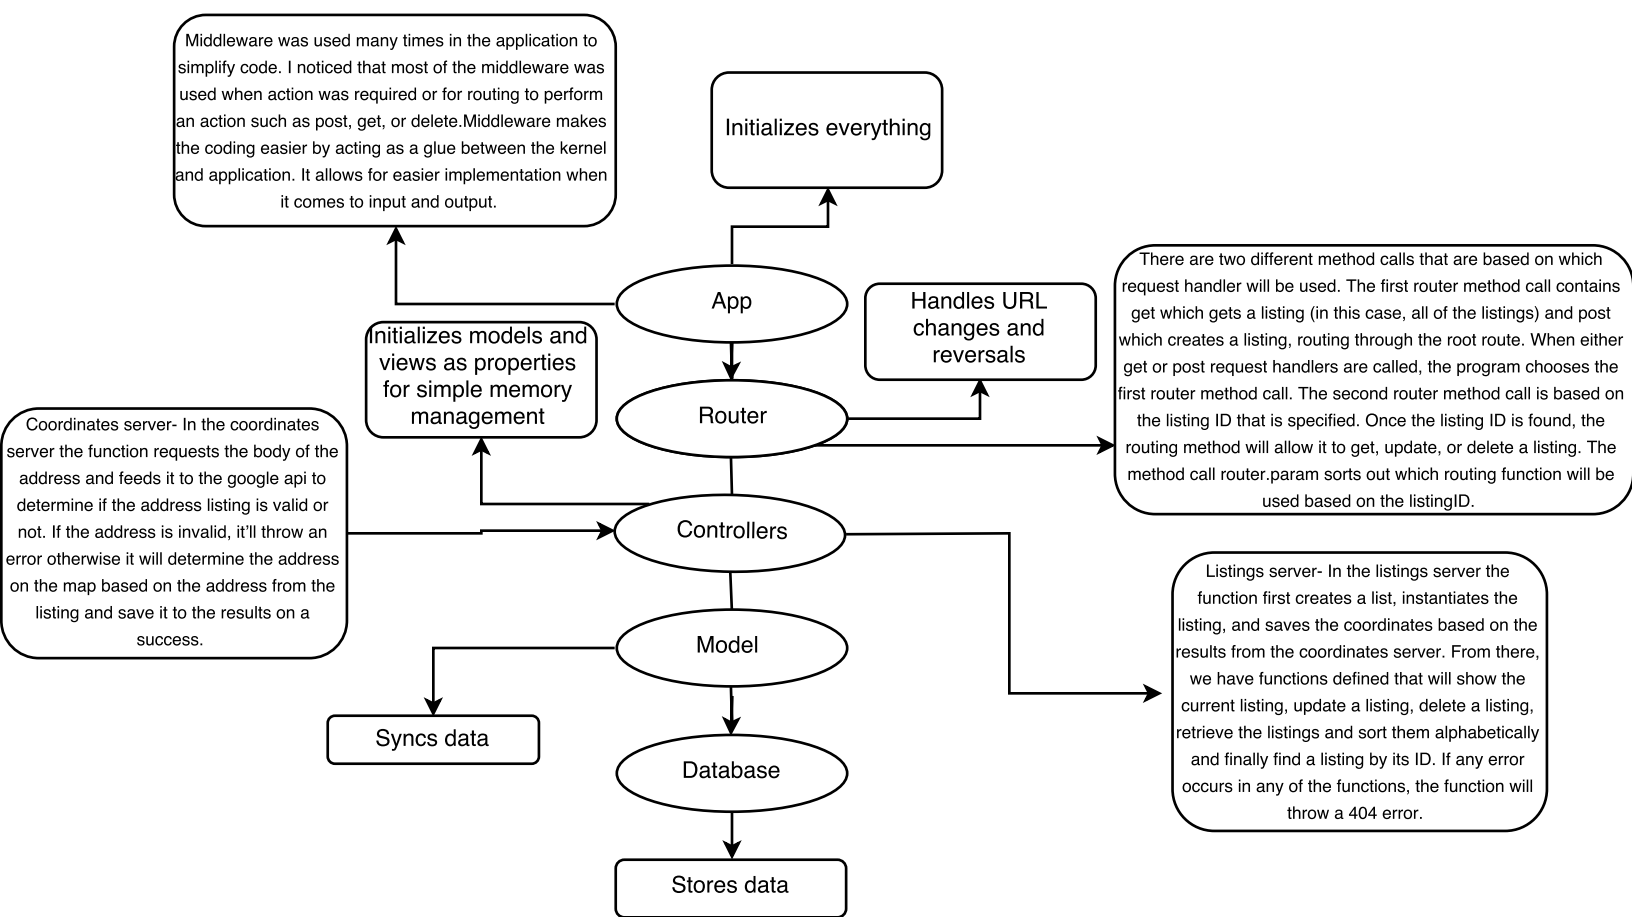 Middleware was used many times in the application to
simplify code. I noticed that most of the middleware was
used when action was required or for routing to perform
an action such as post, get, or delete.Middleware makes
the coding easier by acting as a glue between the kernel
and application. It allows for easier implementation when
it comes to input and output.
Initializes everything
App
Handles URL
changes and
reversals
There are two different method calls that are based on which
request handler will be used. The first router method call contains
get which gets a listing (in this case, all of the listings) and post
which creates a listing, routing through the root route. When either
get or post request handlers are called, the program chooses the
first router method call. The second router method call is based on
the listing ID that is specified. Once the listing ID is found, the
routing method will allow it to get, update, or delete a listing. The
method call router.param sorts out which routing function will be
used based on the listingID.
Initializes models and
views as properties
for simple memory
management
Router
Coordinates server- In the coordinates
server the function requests the body of the
address and feeds it to the google api to
determine if the address listing is valid or
not. If the address is invalid, it'll throw an
error otherwise it will determine the address
on the map based on the address from the
listing and save it to the results on a
success.
Controllers
Listings server- In the listings server the
function first creates a list, instantiates the
listing, and saves the coordinates based on the
results from the coordinates server. From there,
we have functions defined that will show the
current listing, update a listing, delete a listing,
retrieve the listings and sort them alphabetically
and finally find a listing by its ID. If any error
occurs in any of the functions, the function will
throw a 404 error.
Model
Syncs data
Database
Stores data